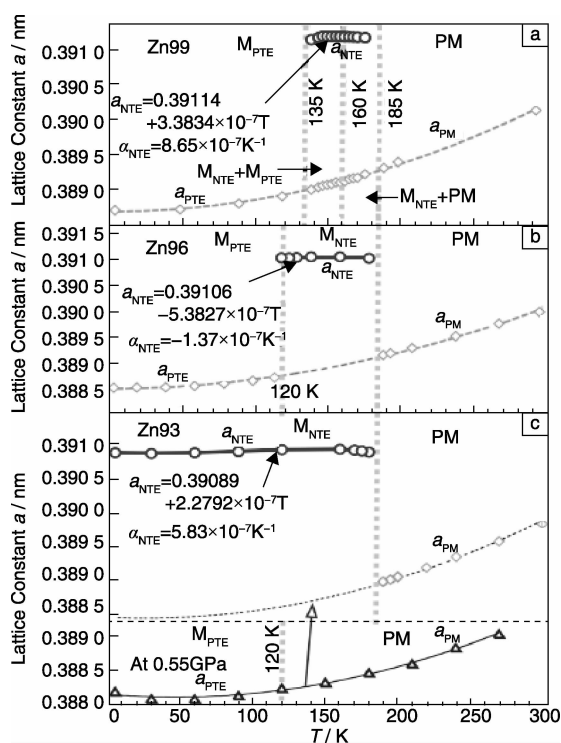 Lattice Constant a / nm
0.391 0
0.390 5
0.390 0
0.389 5
0.389 0
Zn99
M_PTE
PM
a
a_NTE
a_NTE=0.39114
+3.3834×10⁻⁷T
α_NTE=8.65×10⁻⁷K⁻¹
135 K
160 K
185 K
a_PM
M_NTE+M_PTE
a_PTE
M_NTE+PM
Lattice Constant a / nm
0.391 5
0.391 0
0.390 5
0.390 0
0.389 5
0.389 0
0.388 5
Zn96
M_PTE
M_NTE
PM
b
a_NTE
a_NTE=0.39106
−5.3827×10⁻⁷T
α_NTE=−1.37×10⁻⁷K⁻¹
a_PM
a_PTE
120 K
Lattice Constant a / nm
0.391 0
0.390 5
0.390 0
0.389 5
0.389 0
0.388 5
0.389 0
0.388 5
0.388 0
Zn93
M_NTE
PM
c
a_NTE
a_NTE=0.39089
+2.2792×10⁻⁷T
α_NTE=5.83×10⁻⁷K⁻¹
a_PM
M_PTE
120 K
PM
a_PM
At 0.55GPa
a_PTE
0 50 100 150 200 250 300
T / K